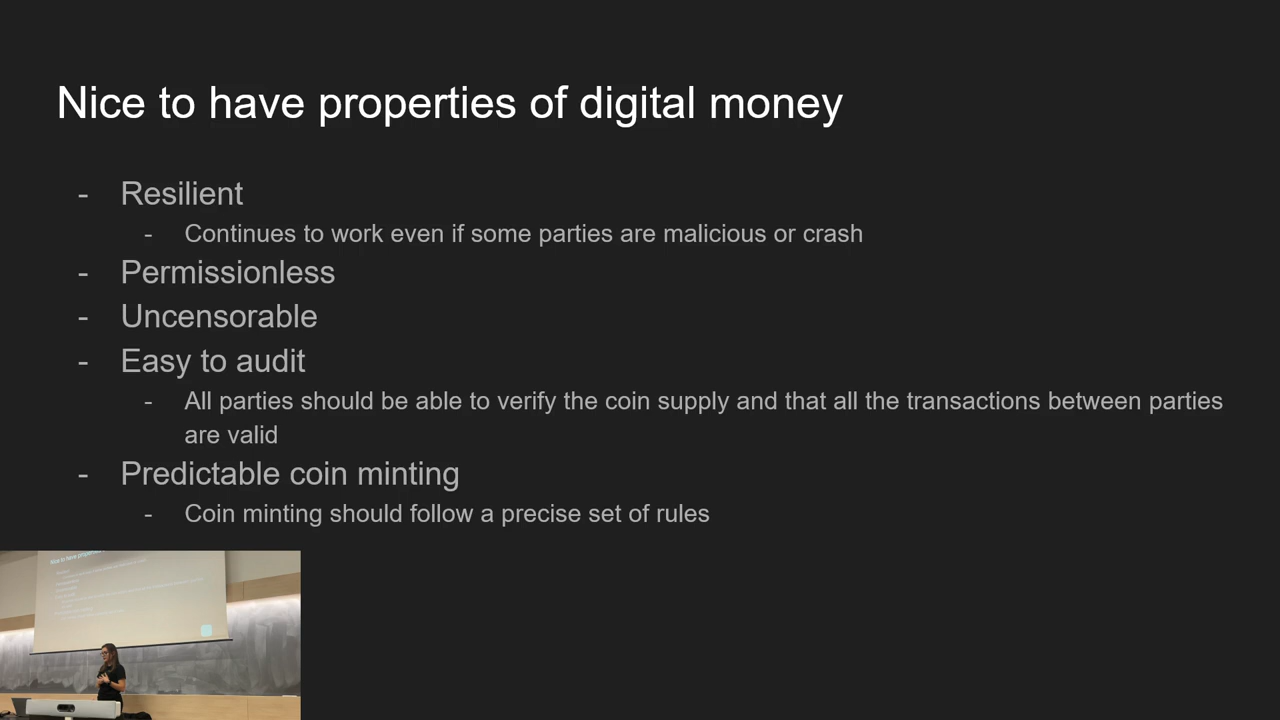 Nice to have properties of digital money
- Resilient
- Continues to work even if some parties are malicious or crash
- Permissionless
- Uncensorable
- Easy to audit
- All parties should be able to verify the coin supply and that all the transactions between parties
are valid
- Predictable coin minting
- Coin minting should follow a precise set of rules